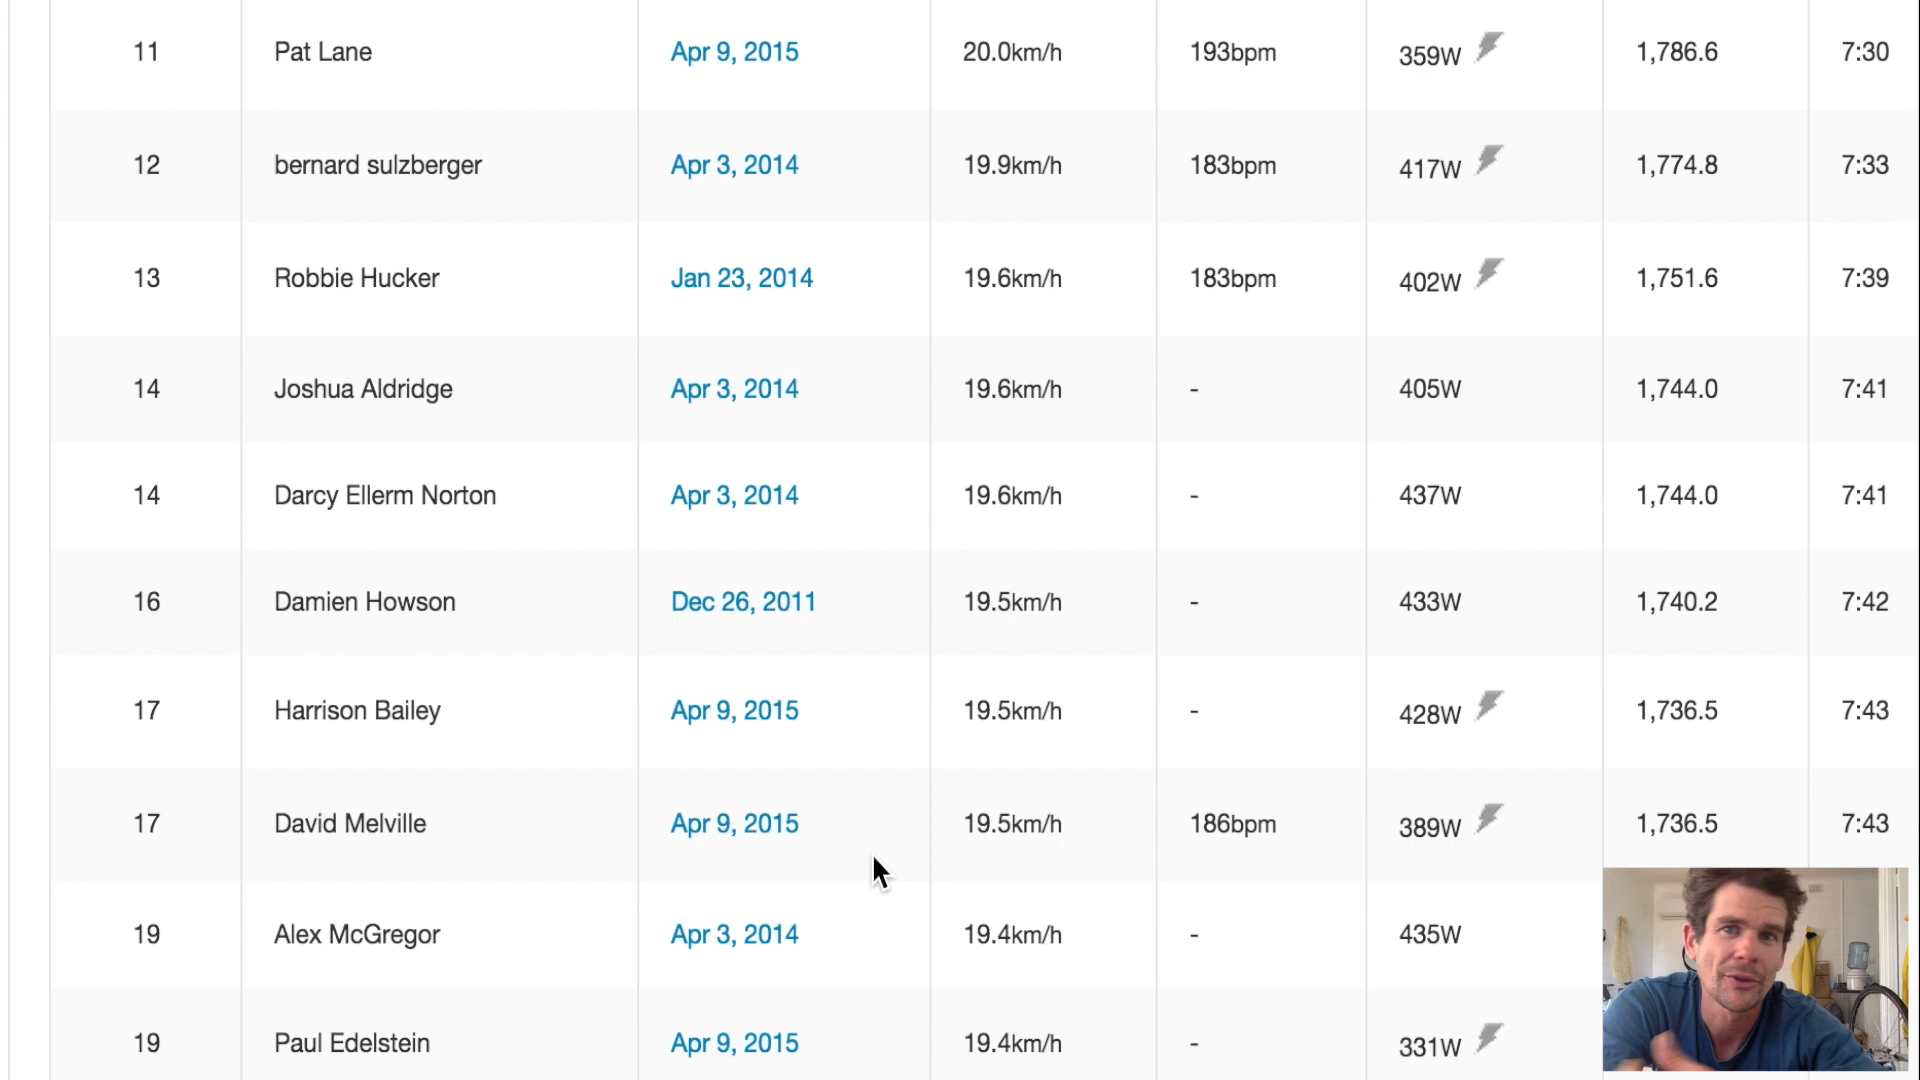 11 Pat Lane Apr 9, 2015 20.0km/h 193bpm 359W 1,786.6 7:30
12 bernard sulzberger Apr 3, 2014 19.9km/h 183bpm 417W 1,774.8 7:33
13 Robbie Hucker Jan 23, 2014 19.6km/h 183bpm 402W 1,751.6 7:39
14 Joshua Aldridge Apr 3, 2014 19.6km/h - 405W 1,744.0 7:41
14 Darcy Ellerm Norton Apr 3, 2014 19.6km/h - 437W 1,744.0 7:41
16 Damien Howson Dec 26, 2011 19.5km/h - 433W 1,740.2 7:42
17 Harrison Bailey Apr 9, 2015 19.5km/h - 428W 1,736.5 7:43
17 David Melville Apr 9, 2015 19.5km/h 186bpm 389W 1,736.5 7:43
19 Alex McGregor Apr 3, 2014 19.4km/h - 435W
19 Paul Edelstein Apr 9, 2015 19.4km/h - 331W